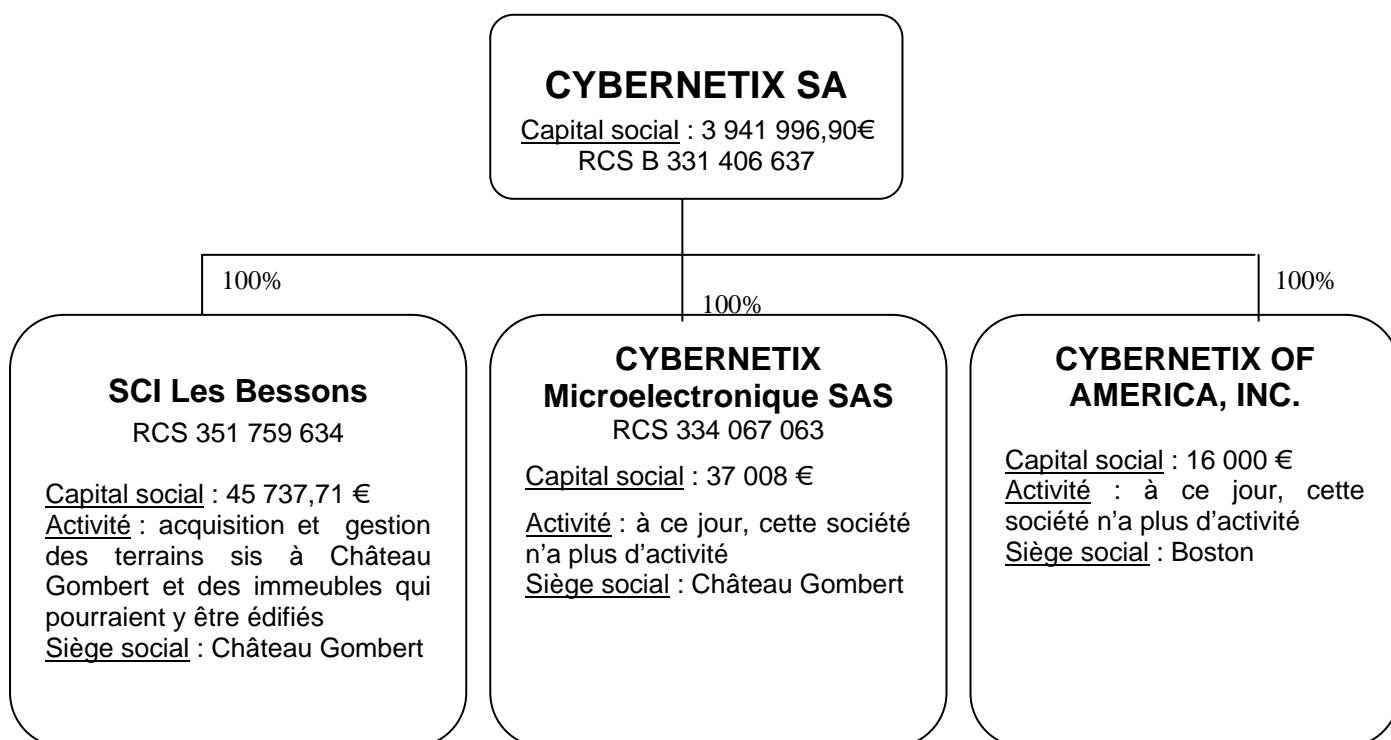 CYBERNETIX SA
Capital social : 3 941 996,90€
RCS B 331 406 637
100%
100%
100%
SCI Les Bessons
RCS 351 759 634
Capital social : 45 737,71 €
Activité : acquisition et gestion
des terrains sis à Château
Gombert et des immeubles qui
pourraient y être édifiés
Siège social : Château Gombert
CYBERNETIX
Microelectronique SAS
RCS 334 067 063
Capital social : 37 008 €
Activité : à ce jour, cette société
n'a plus d'activité
Siège social : Château Gombert
CYBERNETIX OF
AMERICA, INC.
Capital social : 16 000 €
Activité : à ce jour, cette
société n'a plus d'activité
Siège social : Boston